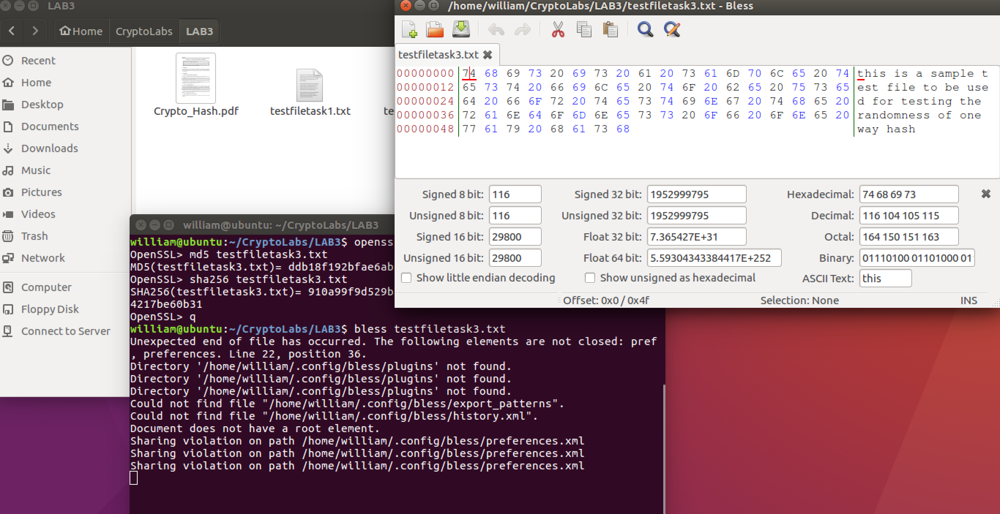 LAB3
Home CryptoLabs LAB3
Recent
Home
Desktop
Documents
Downloads
Music
Pictures
Videos
Trash
Network
Computer
Floppy Disk
Connect to Server
Crypto_Hash.pdf
testfiletask1.txt
te
/home/william/CryptoLabs/LAB3/testfiletask3.txt - Bless
testfiletask3.txt
00000000 74 68 69 73 20 69 73 20 61 20 73 61 6D 70 6C 65 20 74 this is a sample t
00000012 65 73 74 20 66 69 6C 65 20 74 6F 20 62 65 20 75 73 65 est file to be use
00000024 64 20 66 6F 72 20 74 65 73 74 69 6E 67 20 74 68 65 20 d for testing the
00000036 72 61 6E 64 6F 6D 6E 65 73 73 20 6F 66 20 6F 6E 65 20 randomness of one
00000048 77 61 79 20 68 61 73 68 way hash
Signed 8 bit: 116 Signed 32 bit: 1952999795 Hexadecimal: 74 68 69 73
Unsigned 8 bit: 116 Unsigned 32 bit: 1952999795 Decimal: 116 104 105 115
Signed 16 bit: 29800 Float 32 bit: 7.365427E+31 Octal: 164 150 151 163
Unsigned 16 bit: 29800 Float 64 bit: 5.59304343384417E+252 Binary: 01110100 01101000 01
Show little endian decoding Show unsigned as hexadecimal ASCII Text: this
Offset: 0x0 / 0x4f Selection: None INS
william@ubuntu: ~/CryptoLabs/LAB3
william@ubuntu:~/CryptoLabs/LAB3$ openss
OpenSSL> md5 testfiletask3.txt
MD5(testfiletask3.txt)= ddb18f192bfae6ab
OpenSSL> sha256 testfiletask3.txt
SHA256(testfiletask3.txt)= 910a99f9d529b
4217be60b31
OpenSSL> q
william@ubuntu:~/CryptoLabs/LAB3$ bless testfiletask3.txt
Unexpected end of file has occurred. The following elements are not closed: pref
, preferences. Line 22, position 36.
Directory '/home/william/.config/bless/plugins' not found.
Directory '/home/william/.config/bless/plugins' not found.
Directory '/home/william/.config/bless/plugins' not found.
Could not find file "/home/william/.config/bless/export_patterns".
Could not find file "/home/william/.config/bless/history.xml".
Document does not have a root element.
Sharing violation on path /home/william/.config/bless/preferences.xml
Sharing violation on path /home/william/.config/bless/preferences.xml
Sharing violation on path /home/william/.config/bless/preferences.xml